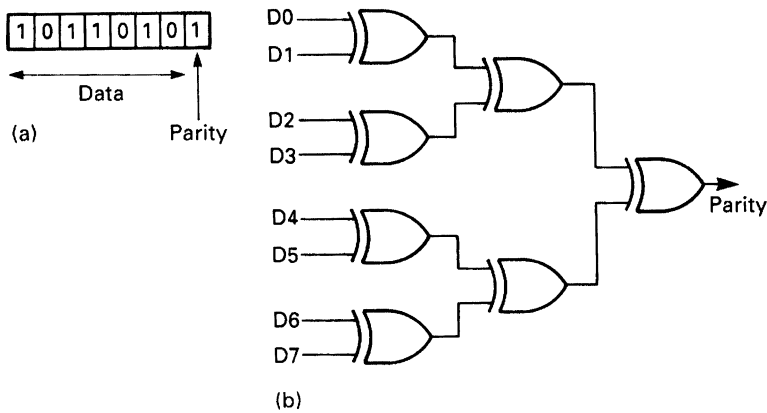 1 0 1 1 0 1 0 1
Data
Parity
(a)
D0
D1
D2
D3
D4
D5
D6
D7
Parity
(b)